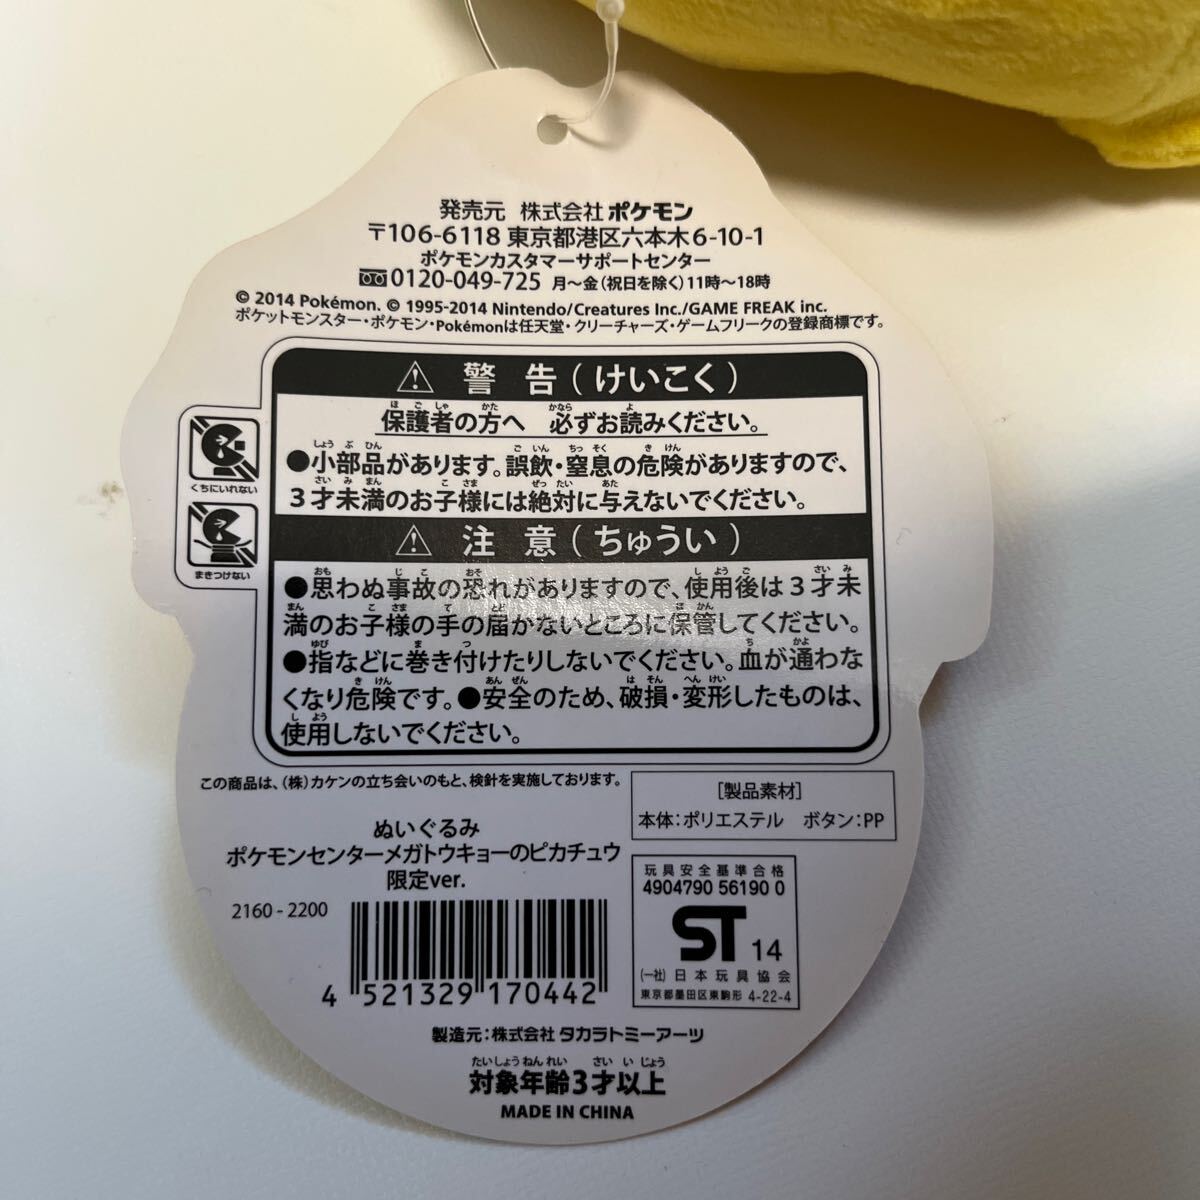 発売元 株式会社 ポケモン
〒106-6118 東京都港区六本木6-10-1
ポケモンカスタマーサポートセンター
0120-049-725 月～金(祝日を除く)11時～18時
© 2014 Pokémon. © 1995-2014 Nintendo/Creatures Inc./GAME FREAK inc.
ポケットモンスター・ポケモン・Pokémonは任天堂・クリーチャーズ・ゲームフリークの登録商標です。
警 告 (けいこく)
保護者の方へ 必ずお読みください。
●小部品があります。誤飲・窒息の危険がありますので、
3才未満のお子様には絶対に与えないでください。
くちにいれない
まきつけない
注 意 (ちゅうい)
●思わぬ事故の恐れがありますので、使用後は3才未
満のお子様の手の届かないところに保管してください。
●指などに巻き付けたりしないでください。血が通わな
くなり危険です。●安全のため、破損・変形したものは、
使用しないでください。
この商品は、(株)カケンの立ち会いのもと、検針を実施しております。
[製品素材]
本体:ポリエステル ボタン:PP
ぬいぐるみ
ポケモンセンターメガトウキョーのピカチュウ
限定ver.
2160-2200
4 521329 170442
玩具安全基準合格
4904790 56190 0
ST 14
(一社)日本玩具協会
東京都墨田区東駒形 4-22-4
製造元:株式会社 タカラトミーアーツ
対象年齢3才以上
MADE IN CHINA